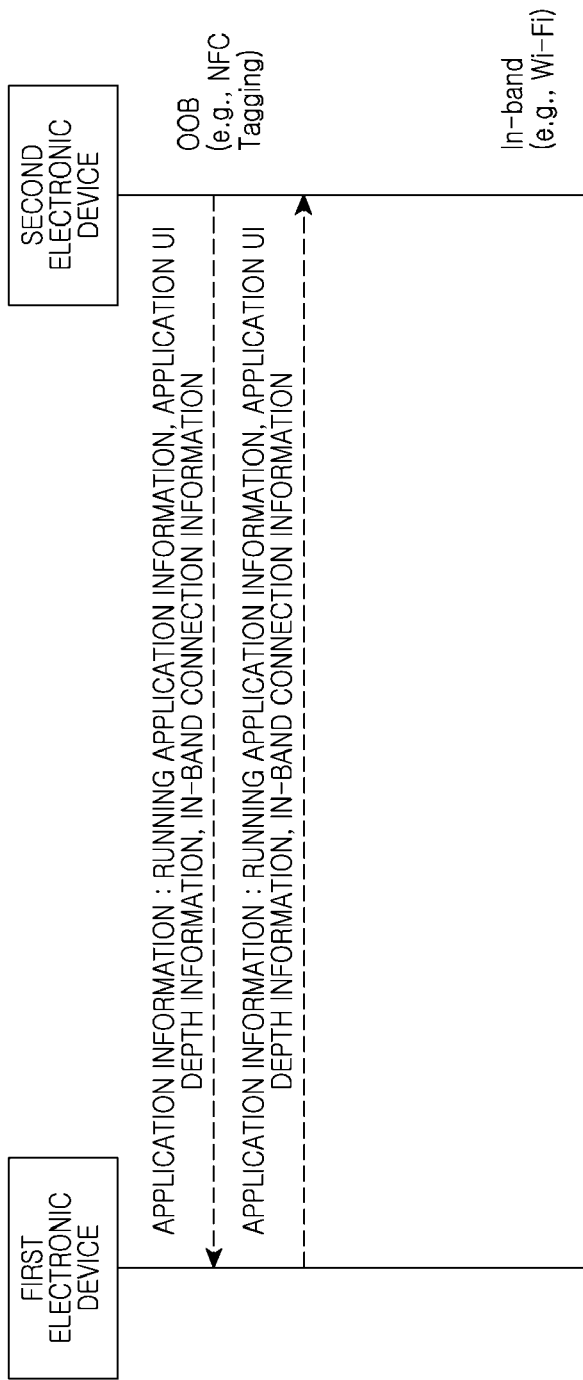 FIRST
ELECTRONIC
DEVICE
SECOND
ELECTRONIC
DEVICE
APPLICATION INFORMATION : RUNNING APPLICATION INFORMATION, APPLICATION UI
DEPTH INFORMATION, IN-BAND CONNECTION INFORMATION
OOB
(e.g., NFC
Tagging)
APPLICATION INFORMATION : RUNNING APPLICATION INFORMATION, APPLICATION UI
DEPTH INFORMATION, IN-BAND CONNECTION INFORMATION
In-band
(e.g., Wi-Fi)